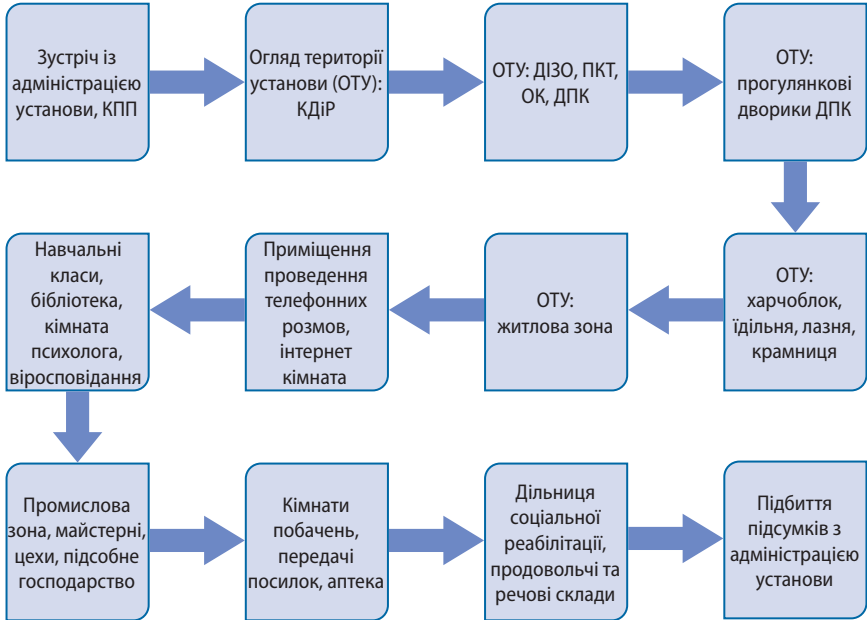 Зустріч із
адміністрацією
установи, КПП
Огляд території
установи (ОТУ):
КДіР
ОТУ: ДІЗО, ПКТ,
ОК, ДПК
ОТУ:
прогулянкові
дворики ДПК
ОТУ:
харчоблок,
їдільня, лазня,
крамниця
ОТУ:
житлова зона
Приміщення
проведення
телефонних
розмов,
інтернет
кімната
Навчальні
класи,
бібліотека,
кімната
психолога,
віросповідання
Промислова
зона, майстерні,
цехи, підсобне
господарство
Кімнати
побачень,
передачі
посилок, аптека
Дільниця
соціальної
реабілітації,
продовольчі та
речові склади
Підбиття
підсумків з
адміністрацією
установи